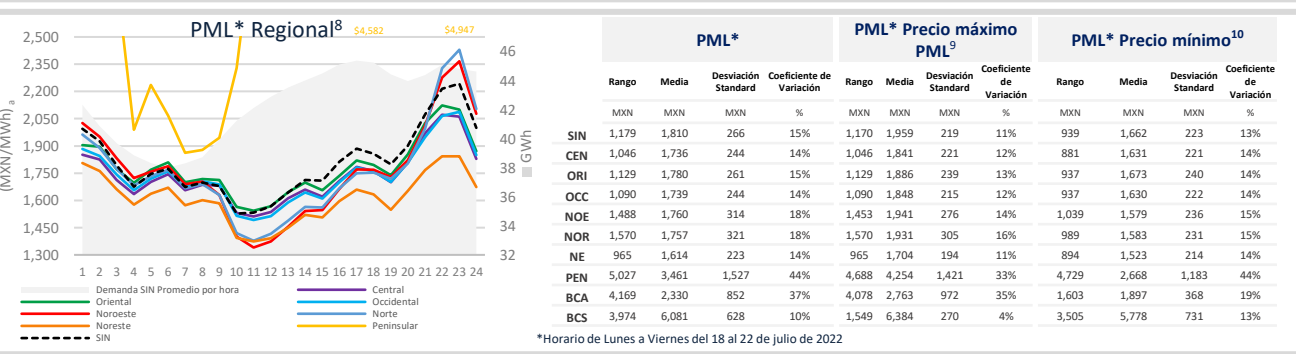 PML* Regional8
$4,582
$4,947
2,500
2,350
2,200
2,050
1,900
1,750
1,600
1,450
1,300
(MXN/MWh) a
46
44
42
40
38
36
34
32
GWh
1 2 3 4 5 6 7 8 9 10 11 12 13 14 15 16 17 18 19 20 21 22 23 24
Demanda SIN Promedio por hora
Central
Oriental
Occidental
Noroeste
Norte
Noreste
Peninsular
SIN
PML*
PML* Precio máximo PML9
PML* Precio mínimo10
Rango Media Desviación Standard Coeficiente de Variación Rango Media Desviación Standard Coeficiente de Variación Rango Media Desviación Standard Coeficiente de Variación
MXN MXN MXN % MXN MXN MXN % MXN MXN MXN %
SIN 1,179 1,810 266 15% 1,170 1,959 219 11% 939 1,662 223 13%
CEN 1,046 1,736 244 14% 1,046 1,841 221 12% 881 1,631 221 14%
ORI 1,129 1,780 261 15% 1,129 1,886 239 13% 937 1,673 240 14%
OCC 1,090 1,739 244 14% 1,090 1,848 215 12% 937 1,630 222 14%
NOE 1,488 1,760 314 18% 1,453 1,941 276 14% 1,039 1,579 236 15%
NOR 1,570 1,757 321 18% 1,570 1,931 305 16% 989 1,583 231 15%
NE 965 1,614 223 14% 965 1,704 194 11% 894 1,523 214 14%
PEN 5,027 3,461 1,527 44% 4,688 4,254 1,421 33% 4,729 2,668 1,183 44%
BCA 4,169 2,330 852 37% 4,078 2,763 972 35% 1,603 1,897 368 19%
BCS 3,974 6,081 628 10% 1,549 6,384 270 4% 3,505 5,778 731 13%
*Horario de Lunes a Viernes del 18 al 22 de julio de 2022